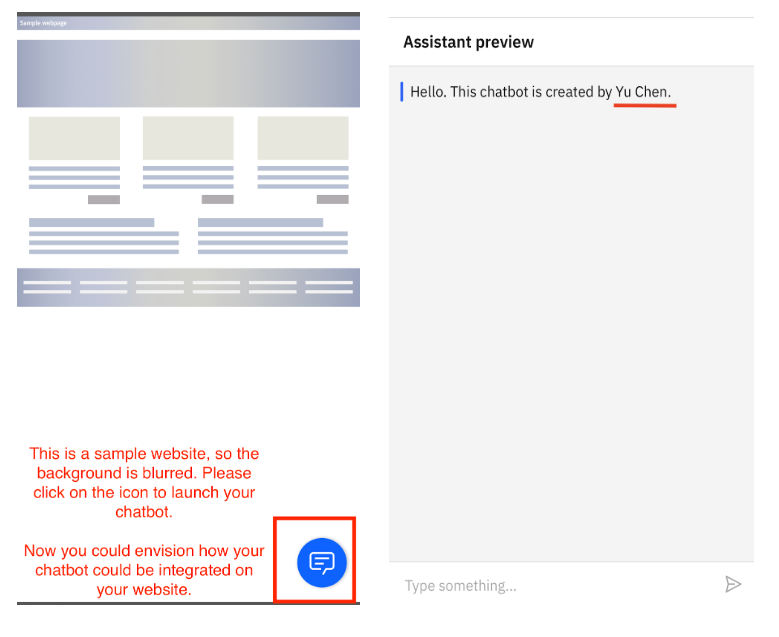 Sample webpage
This is a sample website, so the
background is blurred. Please
click on the icon to launch your
chatbot.
Now you could envision how your
chatbot could be integrated on
your website.
Assistant preview
Hello. This chatbot is created by Yu Chen.
Type something...